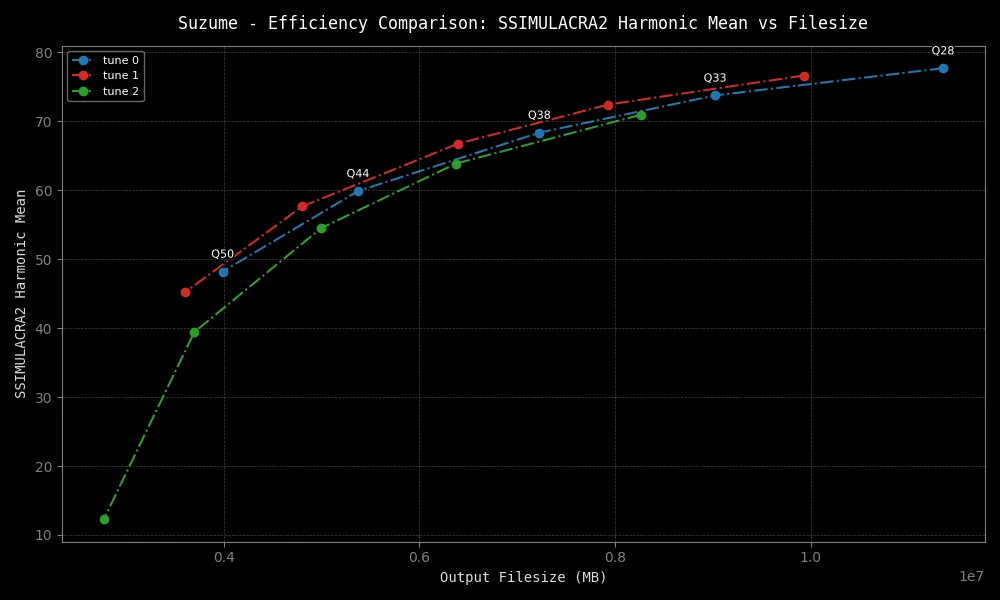 Suzume - Efficiency Comparison: SSIMULACRA2 Harmonic Mean vs Filesize
tune 0
tune 1
tune 2
Q28
Q33
Q38
Q44
Q50
80
70
60
50
40
30
20
10
SSIMULACRA2 Harmonic Mean
0.4
0.6
0.8
1.0
1e7
Output Filesize (MB)